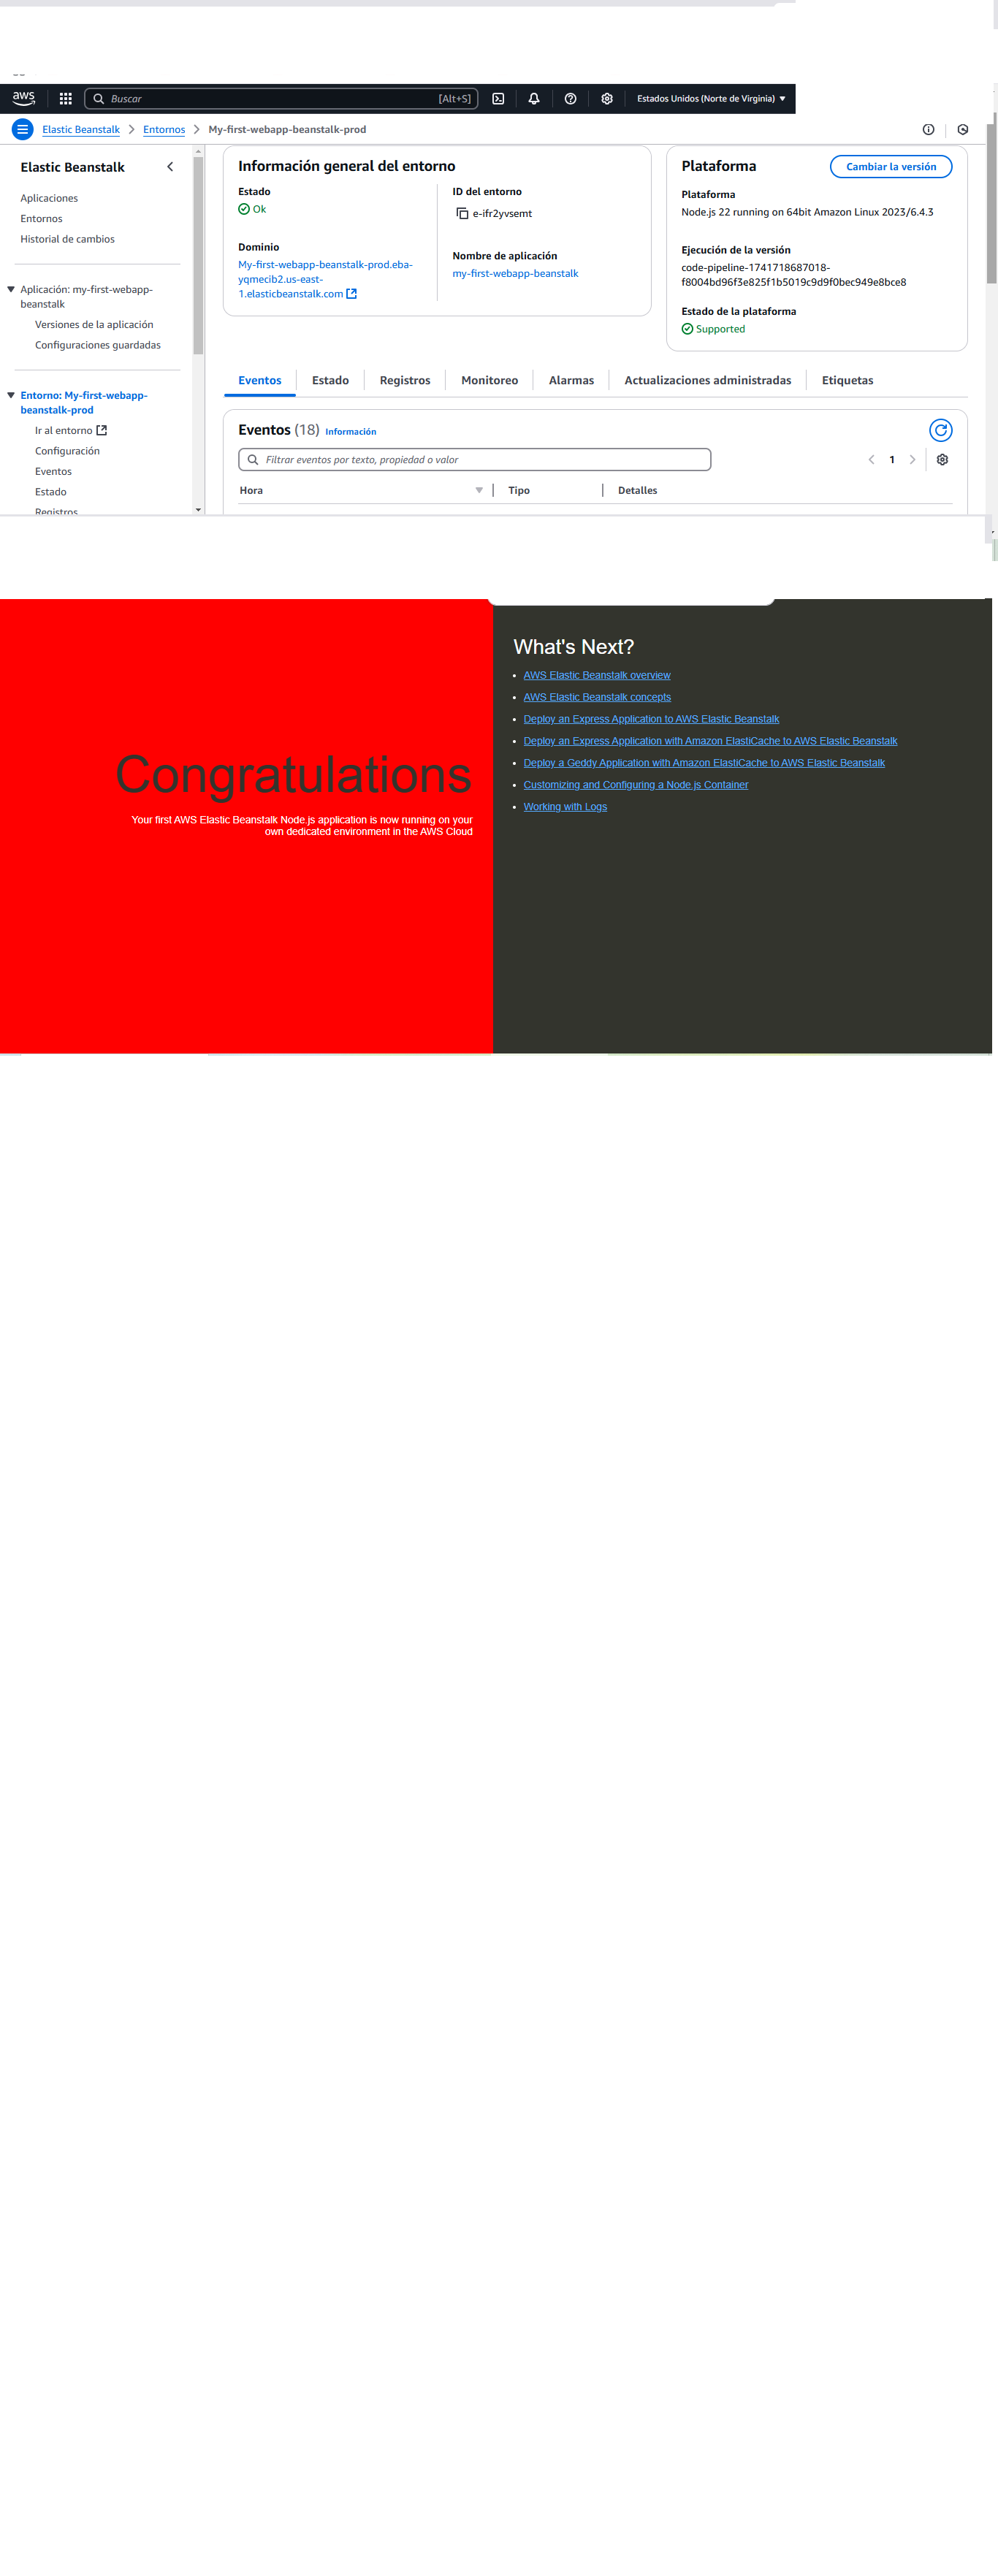 aws
Buscar
[Alt+S]
Estados Unidos (Norte de Virginia)
Elastic Beanstalk
Entornos
My-first-webapp-beanstalk-prod
Elastic Beanstalk
Aplicaciones
Entornos
Historial de cambios
Aplicación: my-first-webapp-
beanstalk
Versiones de la aplicación
Configuraciones guardadas
Entorno: My-first-webapp-
beanstalk-prod
Ir al entorno
Configuración
Eventos
Estado
Registros
Información general del entorno
Estado
Ok
Dominio
My-first-webapp-beanstalk-prod.eba-
yqmecib2.us-east-
1.elasticbeanstalk.com
ID del entorno
e-ifr2yvsemt
Nombre de aplicación
my-first-webapp-beanstalk
Plataforma
Cambiar la versión
Plataforma
Node.js 22 running on 64bit Amazon Linux 2023/6.4.3
Ejecución de la versión
code-pipeline-1741718687018-
f8004bd96f3e825f1b5019c9d9f0bec949e8bce8
Estado de la plataforma
Supported
Eventos
Estado
Registros
Monitoreo
Alarmas
Actualizaciones administradas
Etiquetas
Eventos (18) Información
Filtrar eventos por texto, propiedad o valor
1
Hora
Tipo
Detalles
Congratulations
Your first AWS Elastic Beanstalk Node.js application is now running on your
own dedicated environment in the AWS Cloud
What's Next?
AWS Elastic Beanstalk overview
AWS Elastic Beanstalk concepts
Deploy an Express Application to AWS Elastic Beanstalk
Deploy an Express Application with Amazon ElastiCache to AWS Elastic Beanstalk
Deploy a Geddy Application with Amazon ElastiCache to AWS Elastic Beanstalk
Customizing and Configuring a Node.js Container
Working with Logs